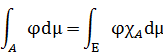 ∫_A φdμ = ∫_E φχ_A dμ